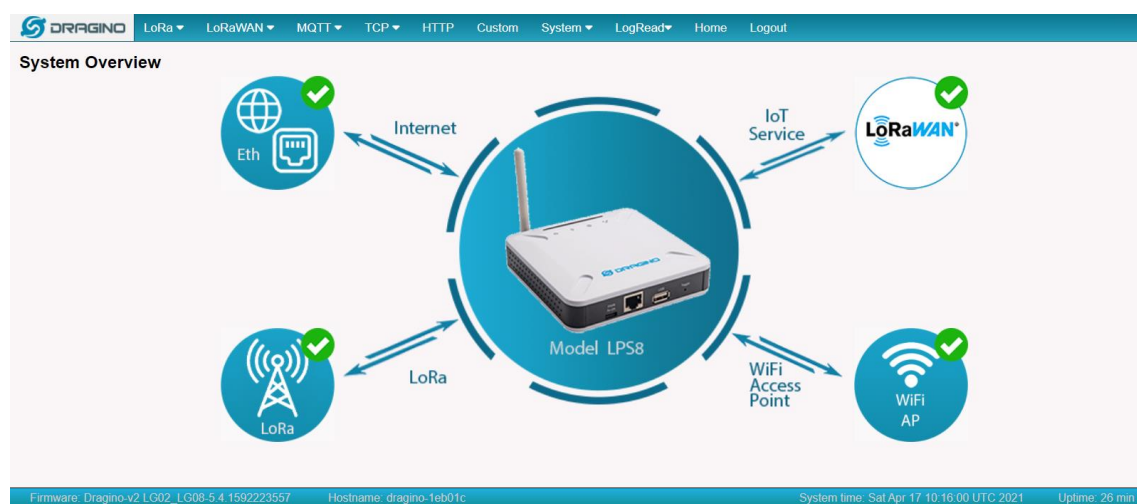 DRAGINO LoRa LoRaWAN MQTT TCP HTTP Custom System LogRead Home Logout
System Overview
Eth
Internet
IoT
Service
LoRaWAN®
DRAGINO
Model LPS8
LoRa
LoRa
WiFi
Access
Point
WiFi
AP
Firmware: Dragino-v2 LG02_LG08-5.4.1592223557 Hostname: dragino-1eb01c System time: Sat Apr 17 10:16:00 UTC 2021 Uptime: 26 min